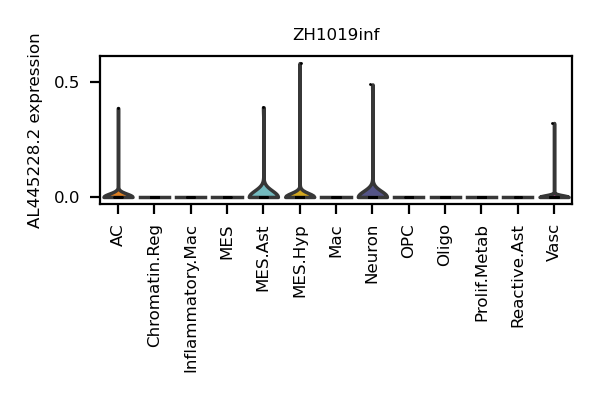 ZH1019inf
AL445228.2 expression
0.5
0.0
AC
Chromatin.Reg
Inflammatory.Mac
MES
MES.Ast
MES.Hyp
Mac
Neuron
OPC
Oligo
Prolif.Metab
Reactive.Ast
Vasc